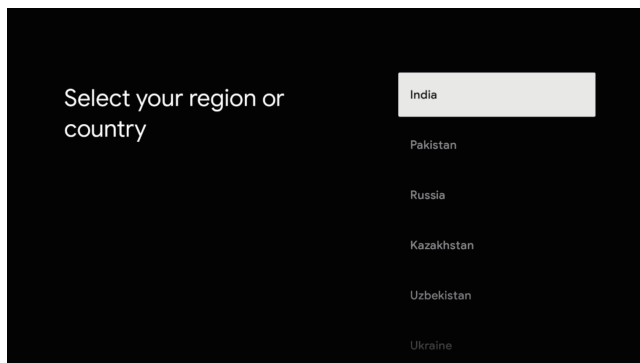 Select your region or
country
India
Pakistan
Russia
Kazakhstan
Uzbekistan
Ukraine